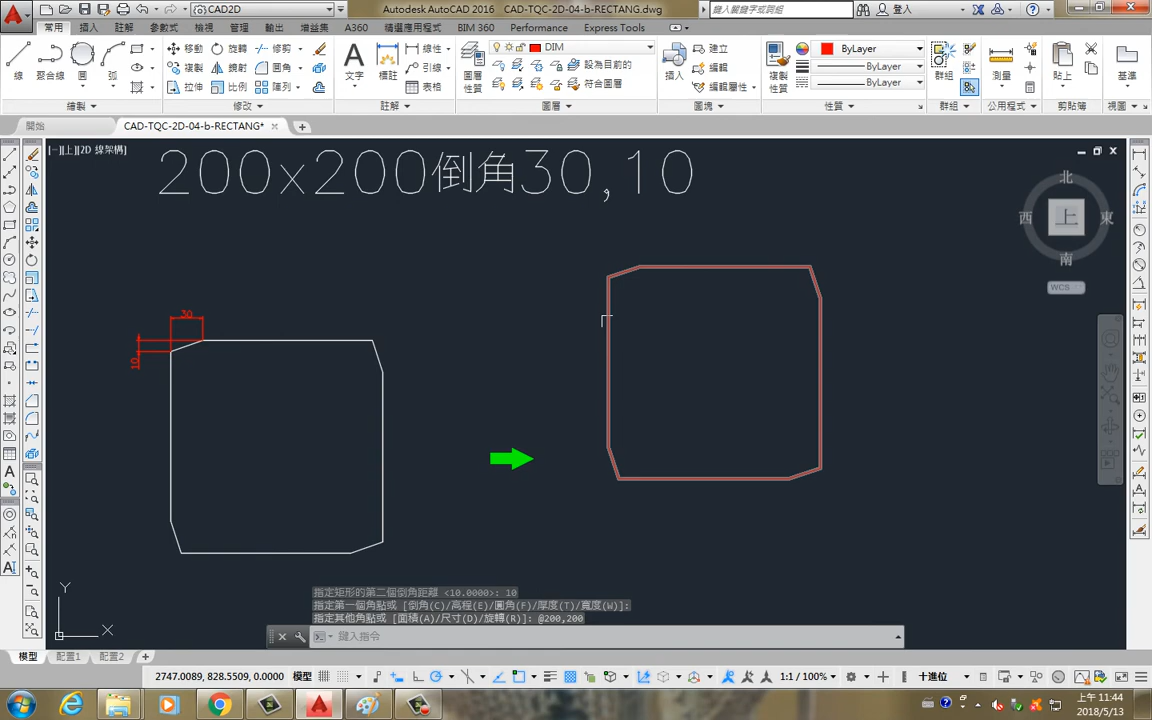 CAD2D
Autodesk AutoCAD 2016 CAD-TQC-2D-04-b-RECTANG.dwg
鍵入關鍵字或詞組
登入
常用 插入 註解 參數式 檢視 管理 輸出 增益集 A360 精選應用程式 BIM 360 Performance Express Tools
線 聚合線 圓 弧
移動 旋轉 修剪
複製 鏡射 圓角
拉伸 比例 陣列
文字 標註
線性
引線
表格
圖層性質
DIM
設為目前的
符合圖層
插入
建立
編輯
編輯屬性
複製性質
ByLayer
ByLayer
ByLayer
群組 測量 貼上 基準
繪製 修改 註解 圖層 圖塊 性質 群組 公用程式 剪貼簿 視圖
開始 CAD-TQC-2D-04-b-RECTANG*
[−][上][2D 線架構]
200x200倒角30,10
北
西 上 東
南
WCS
30
10
Y
X
指定矩形的第二個倒角距離 <10.0000>: 10
指定第一個角點或 [倒角(C)/高程(E)/圓角(F)/厚度(T)/寬度(W)]:
指定其他角點或 [面積(A)/尺寸(D)/旋轉(R)]: @200,200
鍵入指令
模型 配置1 配置2
2747.0089, 828.5509, 0.0000 模型 1:1 / 100% 十進位
上午 11:44
2018/5/13